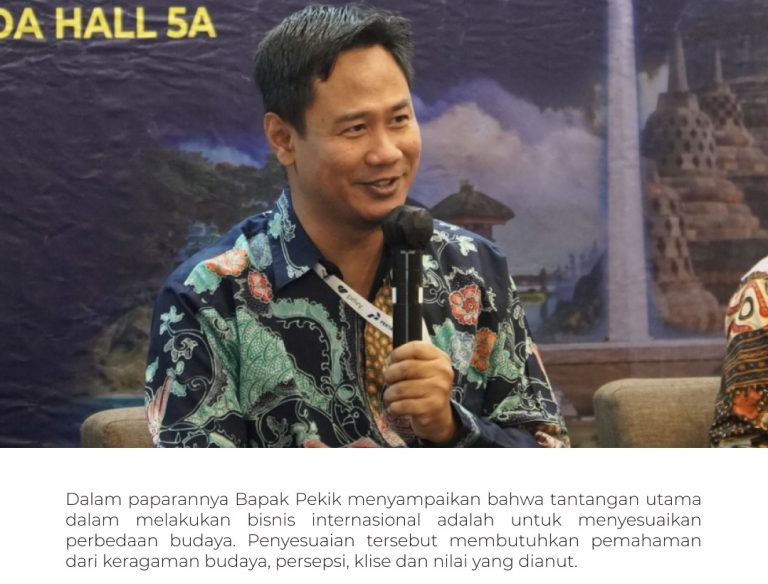 DA HALL 5A
Dalam paparannya Bapak Pekik menyampaikan bahwa tantangan utama
dalam melakukan bisnis internasional adalah untuk menyesuaikan
perbedaan budaya. Penyesuaian tersebut membutuhkan pemahaman
dari keragaman budaya, persepsi, klise dan nilai yang dianut.